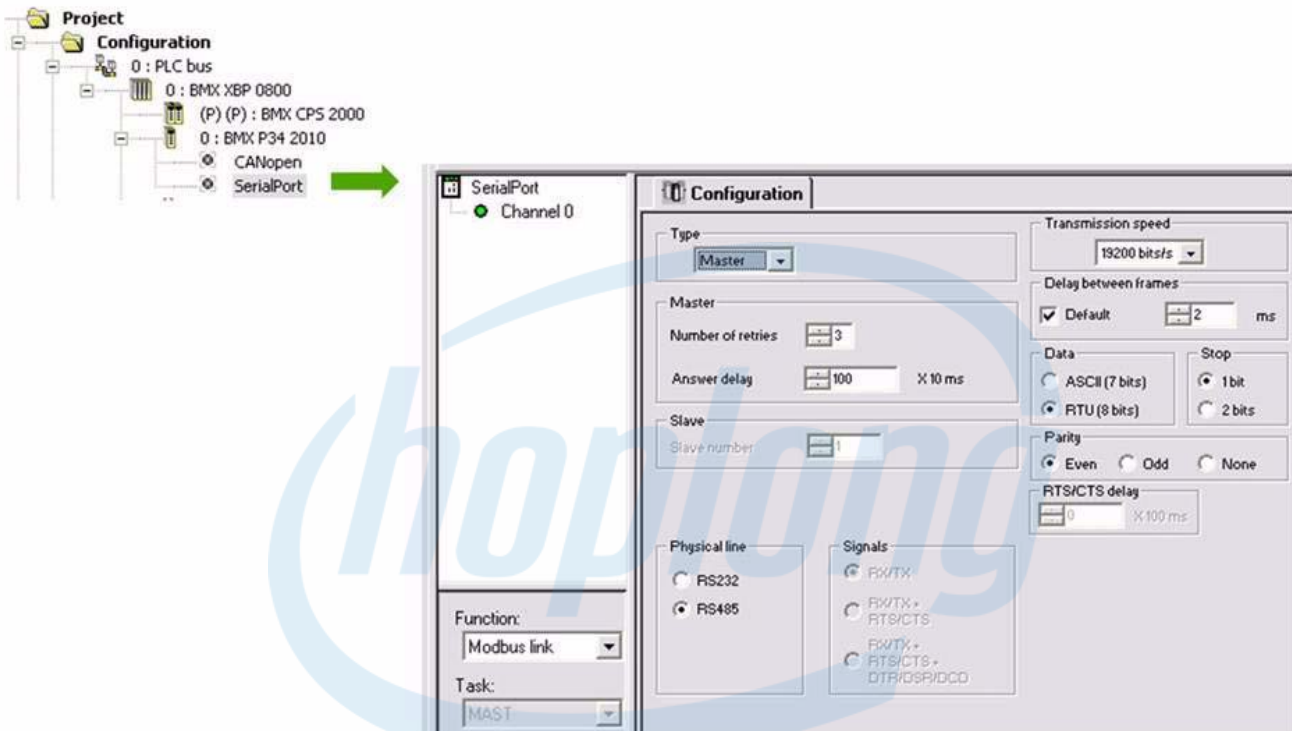 Project
Configuration
0 : PLC bus
0 : BMX XBP 0800
(P) (P) : BMX CPS 2000
0 : BMX P34 2010
CANopen
SerialPort
SerialPort
Channel 0
Configuration
Type
Master
Master
Number of retries 3
Answer delay 100 X 10 ms
Slave
Slave number 1
Physical line
RS232
RS485
Signals
RX/TX
RX/TX +
RTS/CTS
RX/TX +
RTS/CTS +
DTR/DSR/DCD
Transmission speed
19200 bits/s
Delay between frames
Default 2 ms
Data
ASCII (7 bits)
RTU (8 bits)
Stop
1 bit
2 bits
Parity
Even Odd None
RTS/CTS delay
0 X 100 ms
Function:
Modbus link
Task:
MAST
hoplong